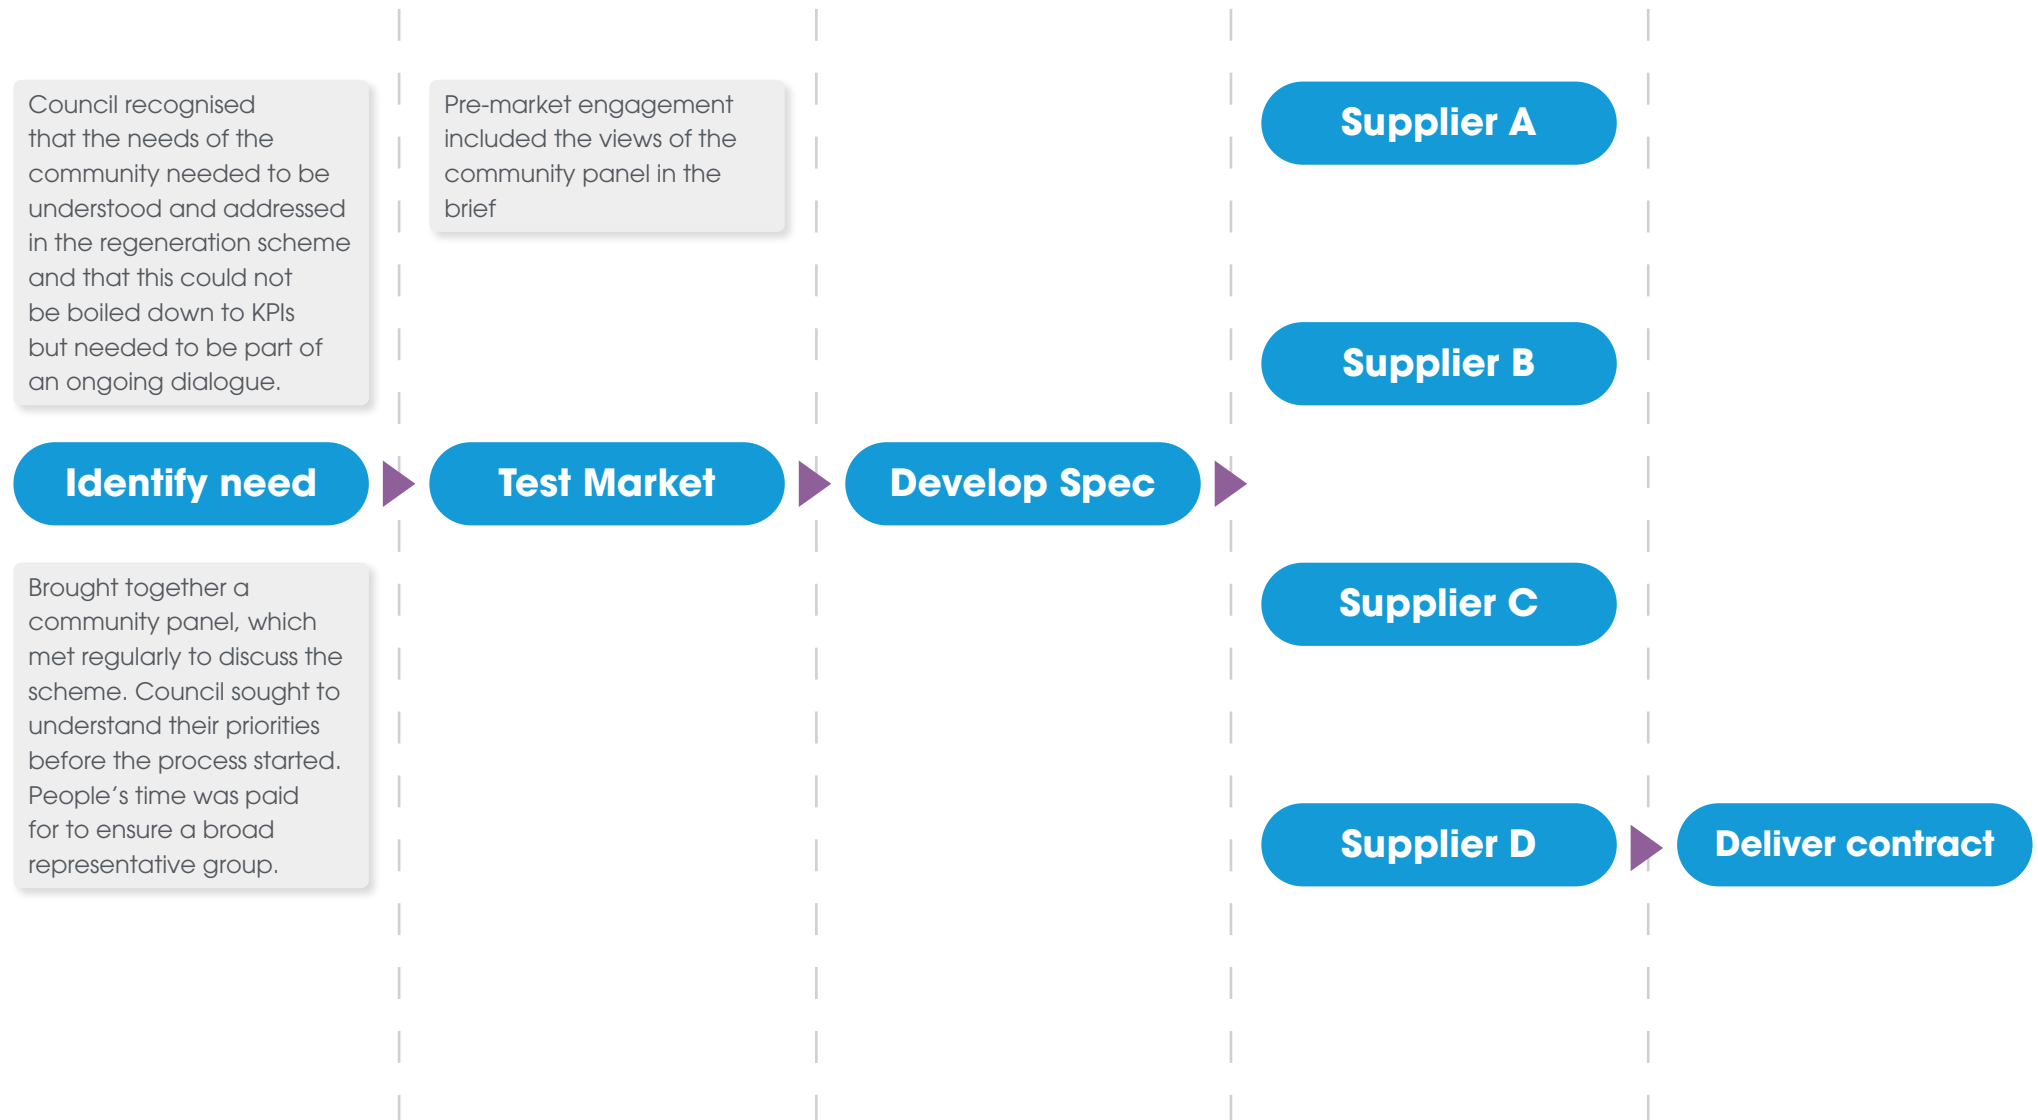 Council recognised
that the needs of the
community needed to be
understood and addressed
in the regeneration scheme
and that this could not
be boiled down to KPIs
but needed to be part of
an ongoing dialogue.
Identify need
Brought together a
community panel, which
met regularly to discuss the
scheme. Council sought to
understand their priorities
before the process started.
People’s time was paid
for to ensure a broad
representative group.
Pre-market engagement
included the views of the
community panel in the
brief
Test Market
Develop Spec
Supplier A
Supplier B
Supplier C
Supplier D
Deliver contract